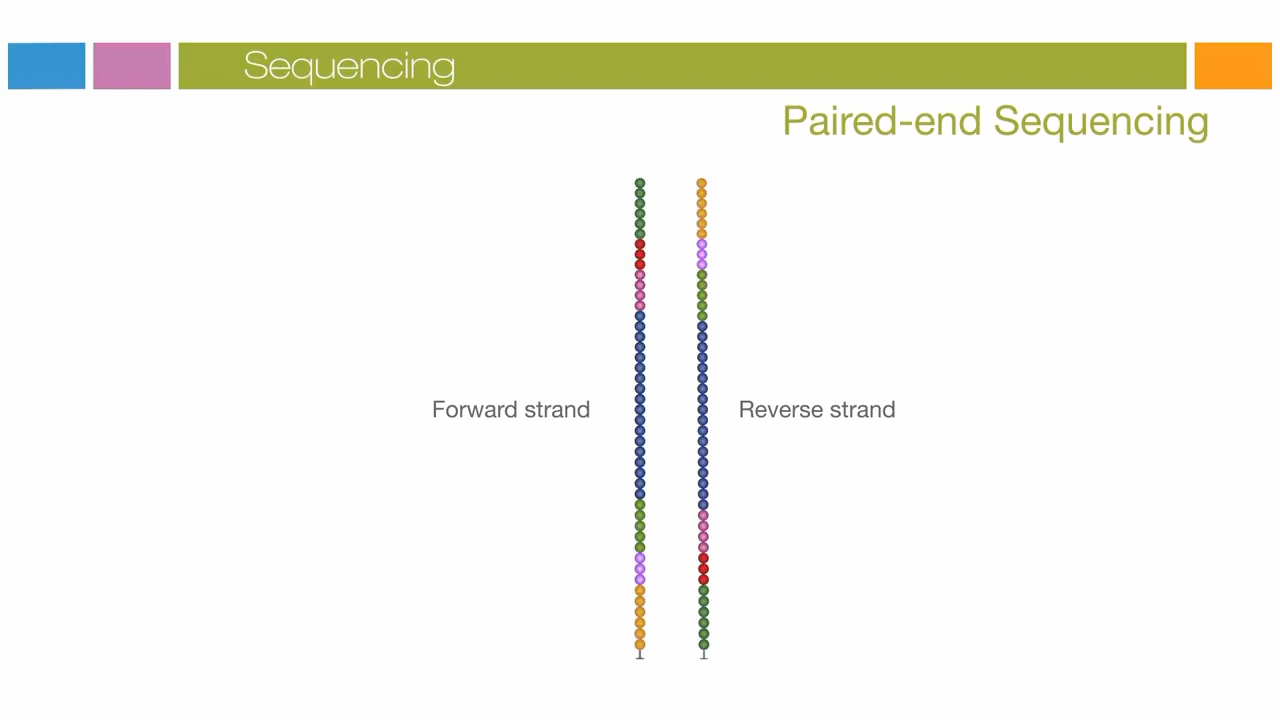 Sequencing
Paired-end Sequencing
Forward strand
Reverse strand